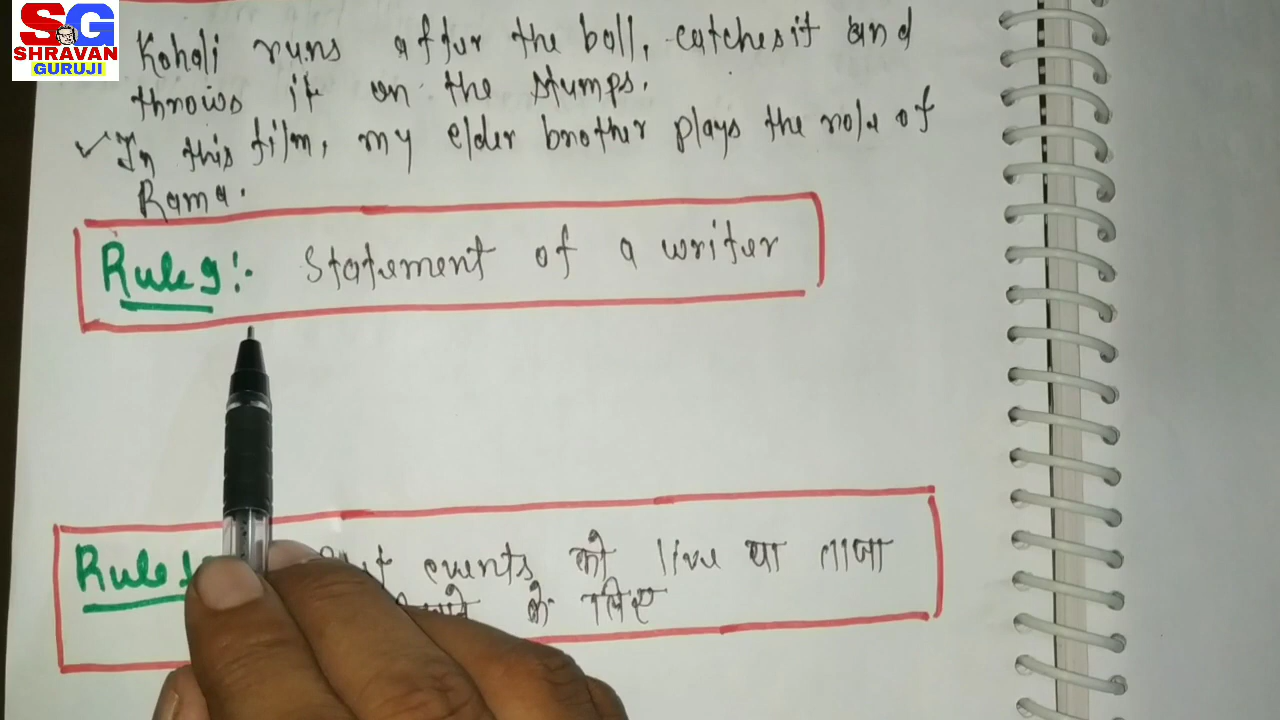 SG
SHRAVAN
GURUJI
Kohali runs after the ball, catches it and
throws it on the stumps.
✓ In this film, my elder brother plays the role of
Rama.
Rule 9:- Statement of a writer
Rule events को live या ताजा
के लिए